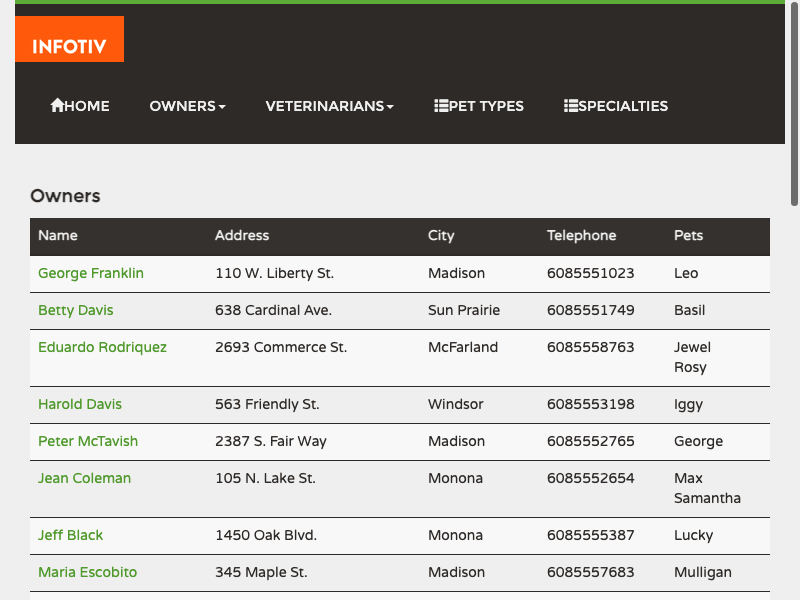 INFOTIV
HOME OWNERS VETERINARIANS PET TYPES SPECIALTIES
Owners
Name Address City Telephone Pets
George Franklin 110 W. Liberty St. Madison 6085551023 Leo
Betty Davis 638 Cardinal Ave. Sun Prairie 6085551749 Basil
Eduardo Rodriquez 2693 Commerce St. McFarland 6085558763 Jewel
Rosy
Harold Davis 563 Friendly St. Windsor 6085553198 Iggy
Peter McTavish 2387 S. Fair Way Madison 6085552765 George
Jean Coleman 105 N. Lake St. Monona 6085552654 Max
Samantha
Jeff Black 1450 Oak Blvd. Monona 6085555387 Lucky
Maria Escobito 345 Maple St. Madison 6085557683 Mulligan